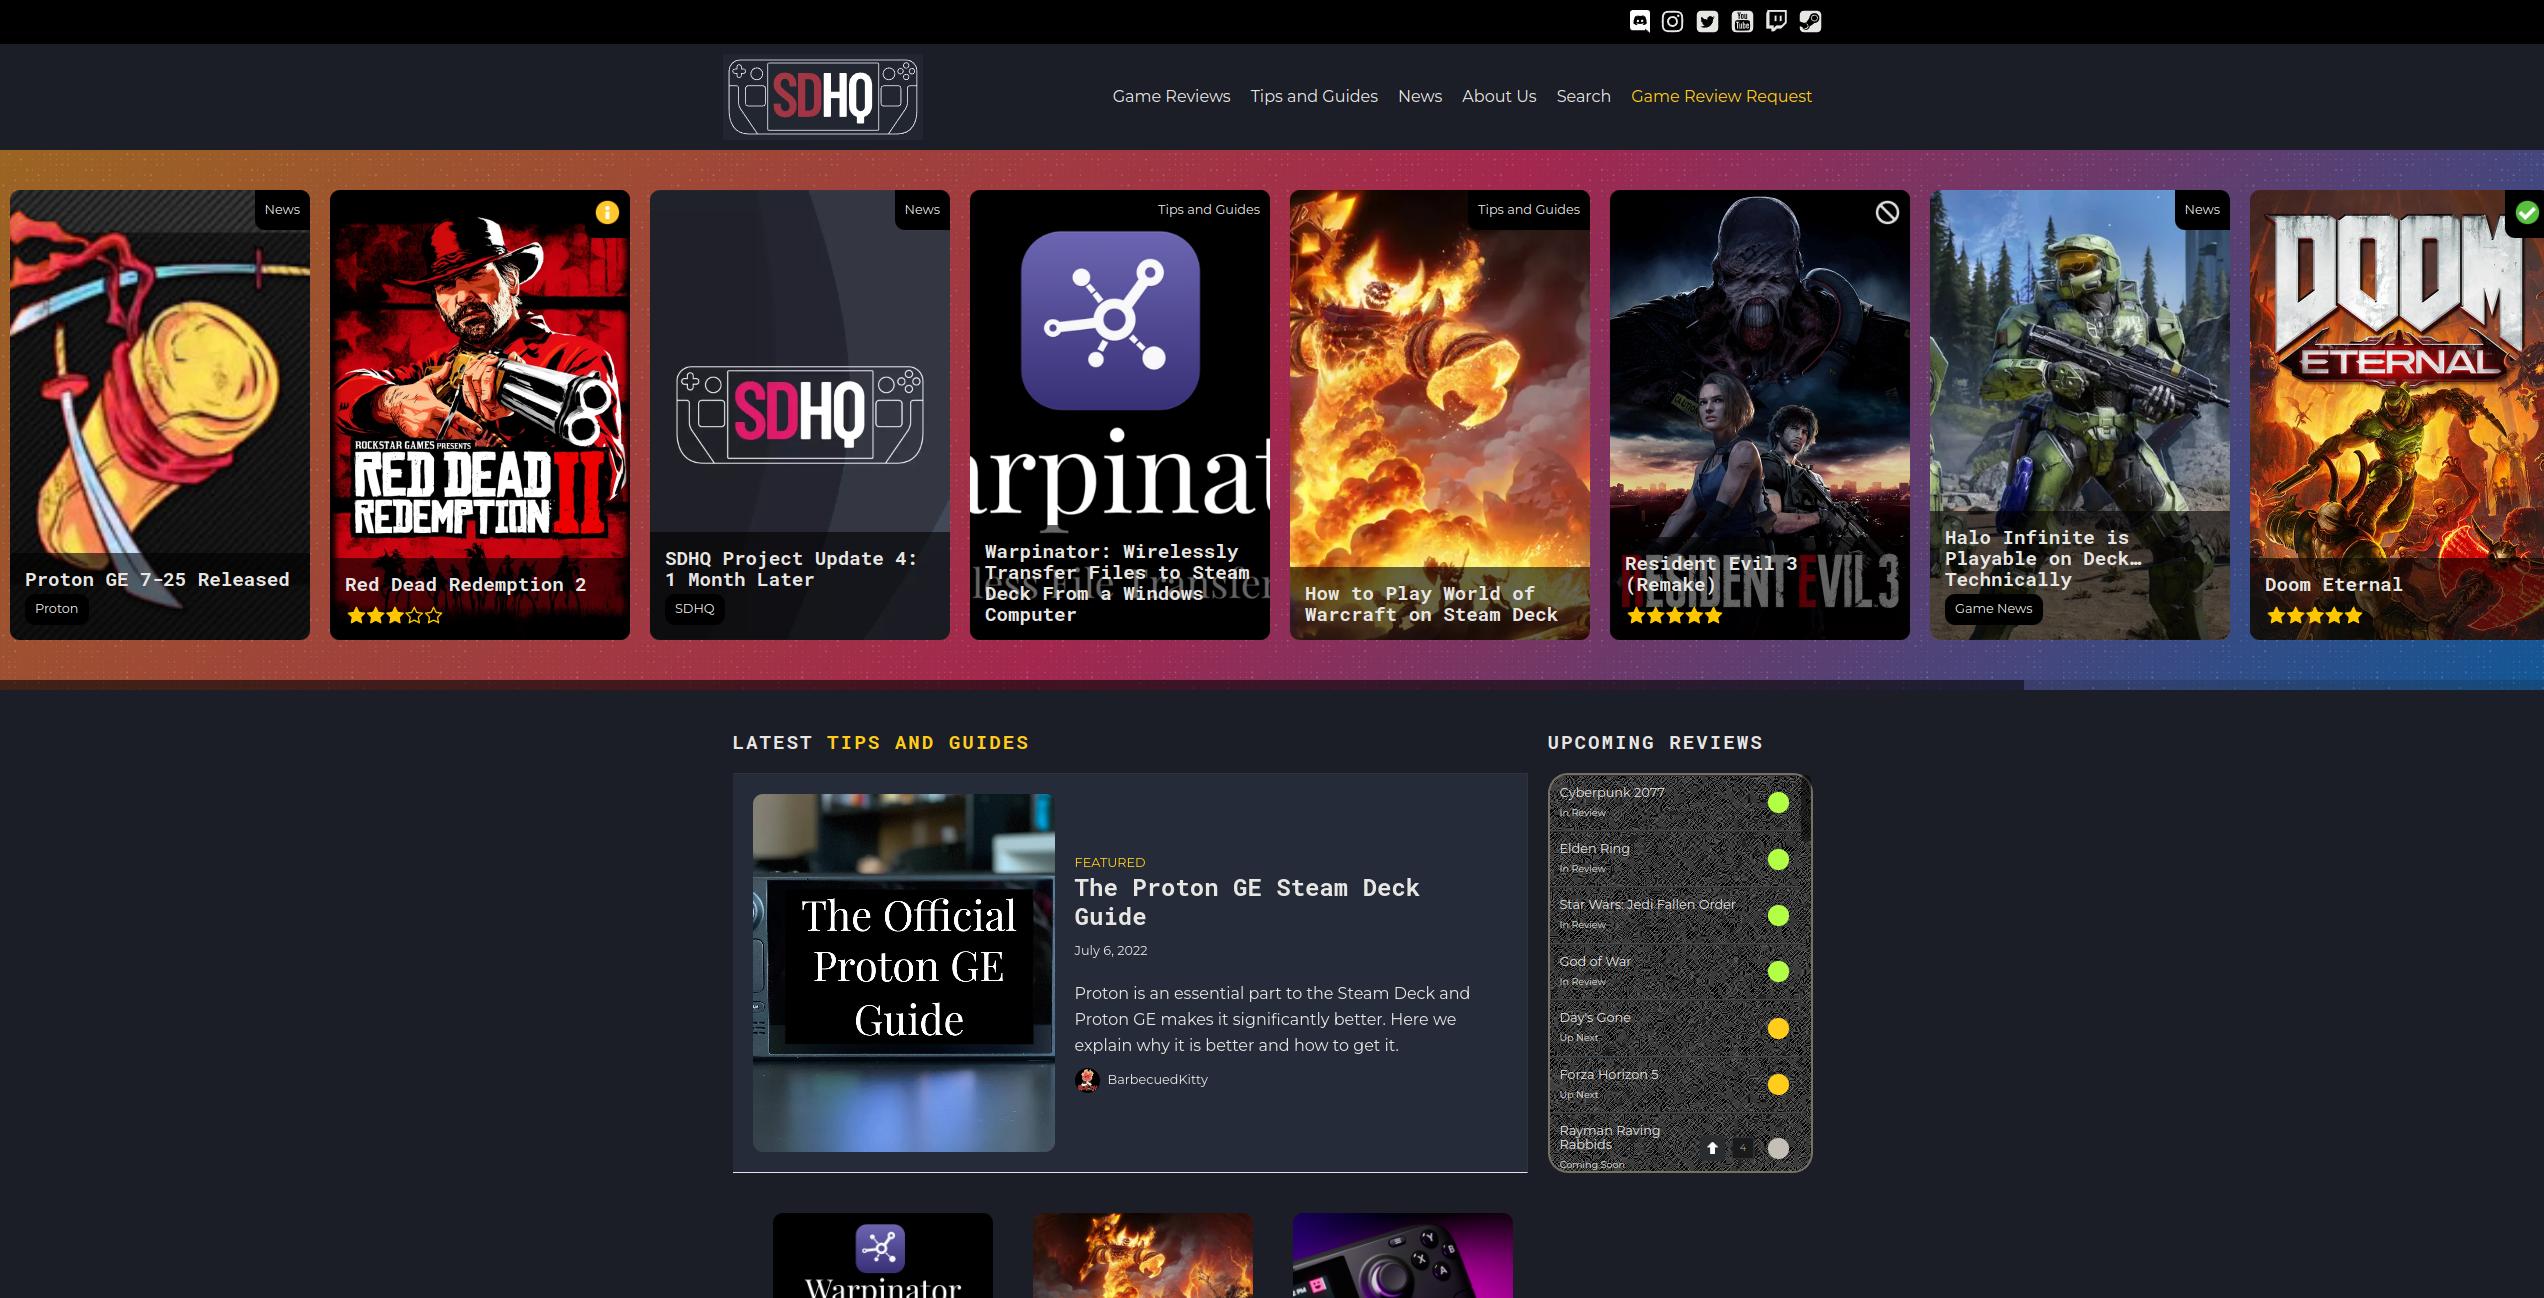 SDHQ
Game Reviews
Tips and Guides
News
About Us
Search
Game Review Request
News
Proton GE 7-25 Released
Proton
ROCKSTAR GAMES PRESENTS
RED DEAD
REDEMPTION II
Red Dead Redemption 2
News
SDHQ
SDHQ Project Update 4:
1 Month Later
SDHQ
Tips and Guides
arpinat
less File Transfer
Warpinator: Wirelessly
Transfer Files to Steam
Deck From a Windows
Computer
Tips and Guides
How to Play World of
Warcraft on Steam Deck
RESIDENT EVIL 3
Resident Evil 3
(Remake)
News
Halo Infinite is
Playable on Deck…
Technically
Game News
DOOM
ETERNAL
Doom Eternal
LATEST TIPS AND GUIDES
The Official
Proton GE
Guide
FEATURED
The Proton GE Steam Deck
Guide
July 6, 2022
Proton is an essential part to the Steam Deck and
Proton GE makes it significantly better. Here we
explain why it is better and how to get it.
BarbecuedKitty
UPCOMING REVIEWS
Cyberpunk 2077
In Review
Elden Ring
In Review
Star Wars: Jedi Fallen Order
In Review
God of War
In Review
Day's Gone
Up Next
Forza Horizon 5
Up Next
Rayman Raving
Rabbids
4
Coming Soon
Warpinator
Y
X
B
A